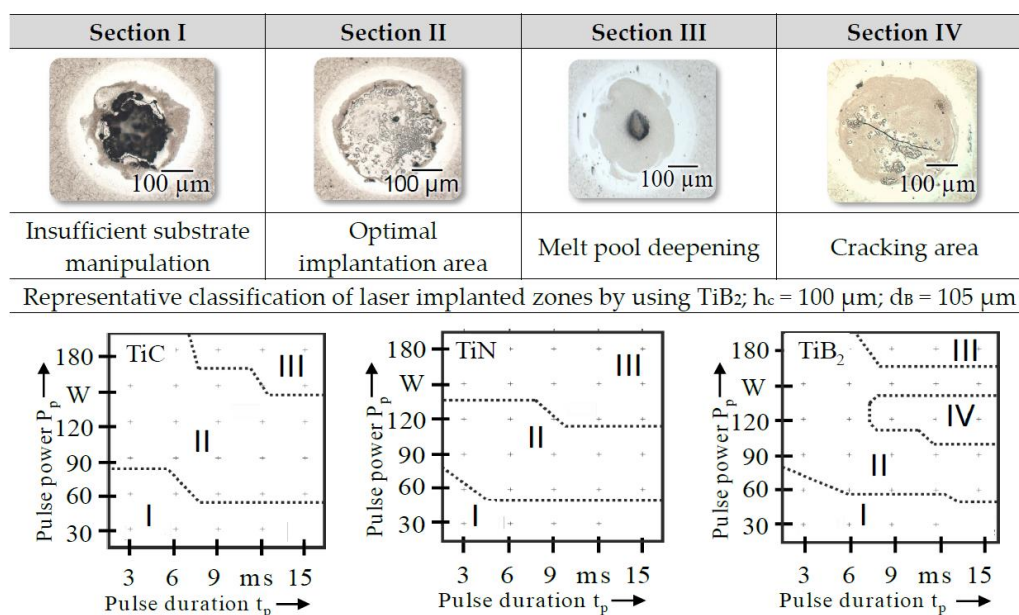 Section I Section II Section III Section IV
100 µm 100 µm 100 µm 100 µm
Insufficient substrate manipulation
Optimal implantation area
Melt pool deepening
Cracking area
Representative classification of laser implanted zones by using TiB₂; hc = 100 µm; dB = 105 µm
TiC
Pulse power Pp
180
W
120
90
60
30
III
II
I
3 6 9 ms 15
Pulse duration tp
TiN
Pulse power Pp
180
W
120
90
60
30
III
II
I
3 6 9 ms 15
Pulse duration tp
TiB₂
Pulse power Pp
180
W
120
90
60
30
III
IV
II
I
3 6 9 ms 15
Pulse duration tp